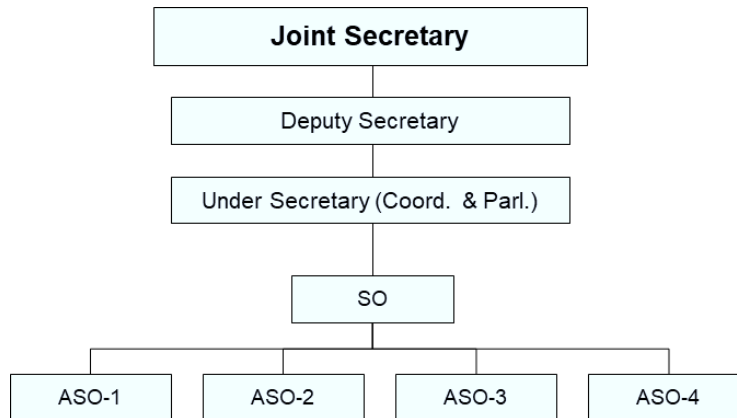 Joint Secretary
Deputy Secretary
Under Secretary (Coord. & Parl.)
SO
ASO-1
ASO-2
ASO-3
ASO-4